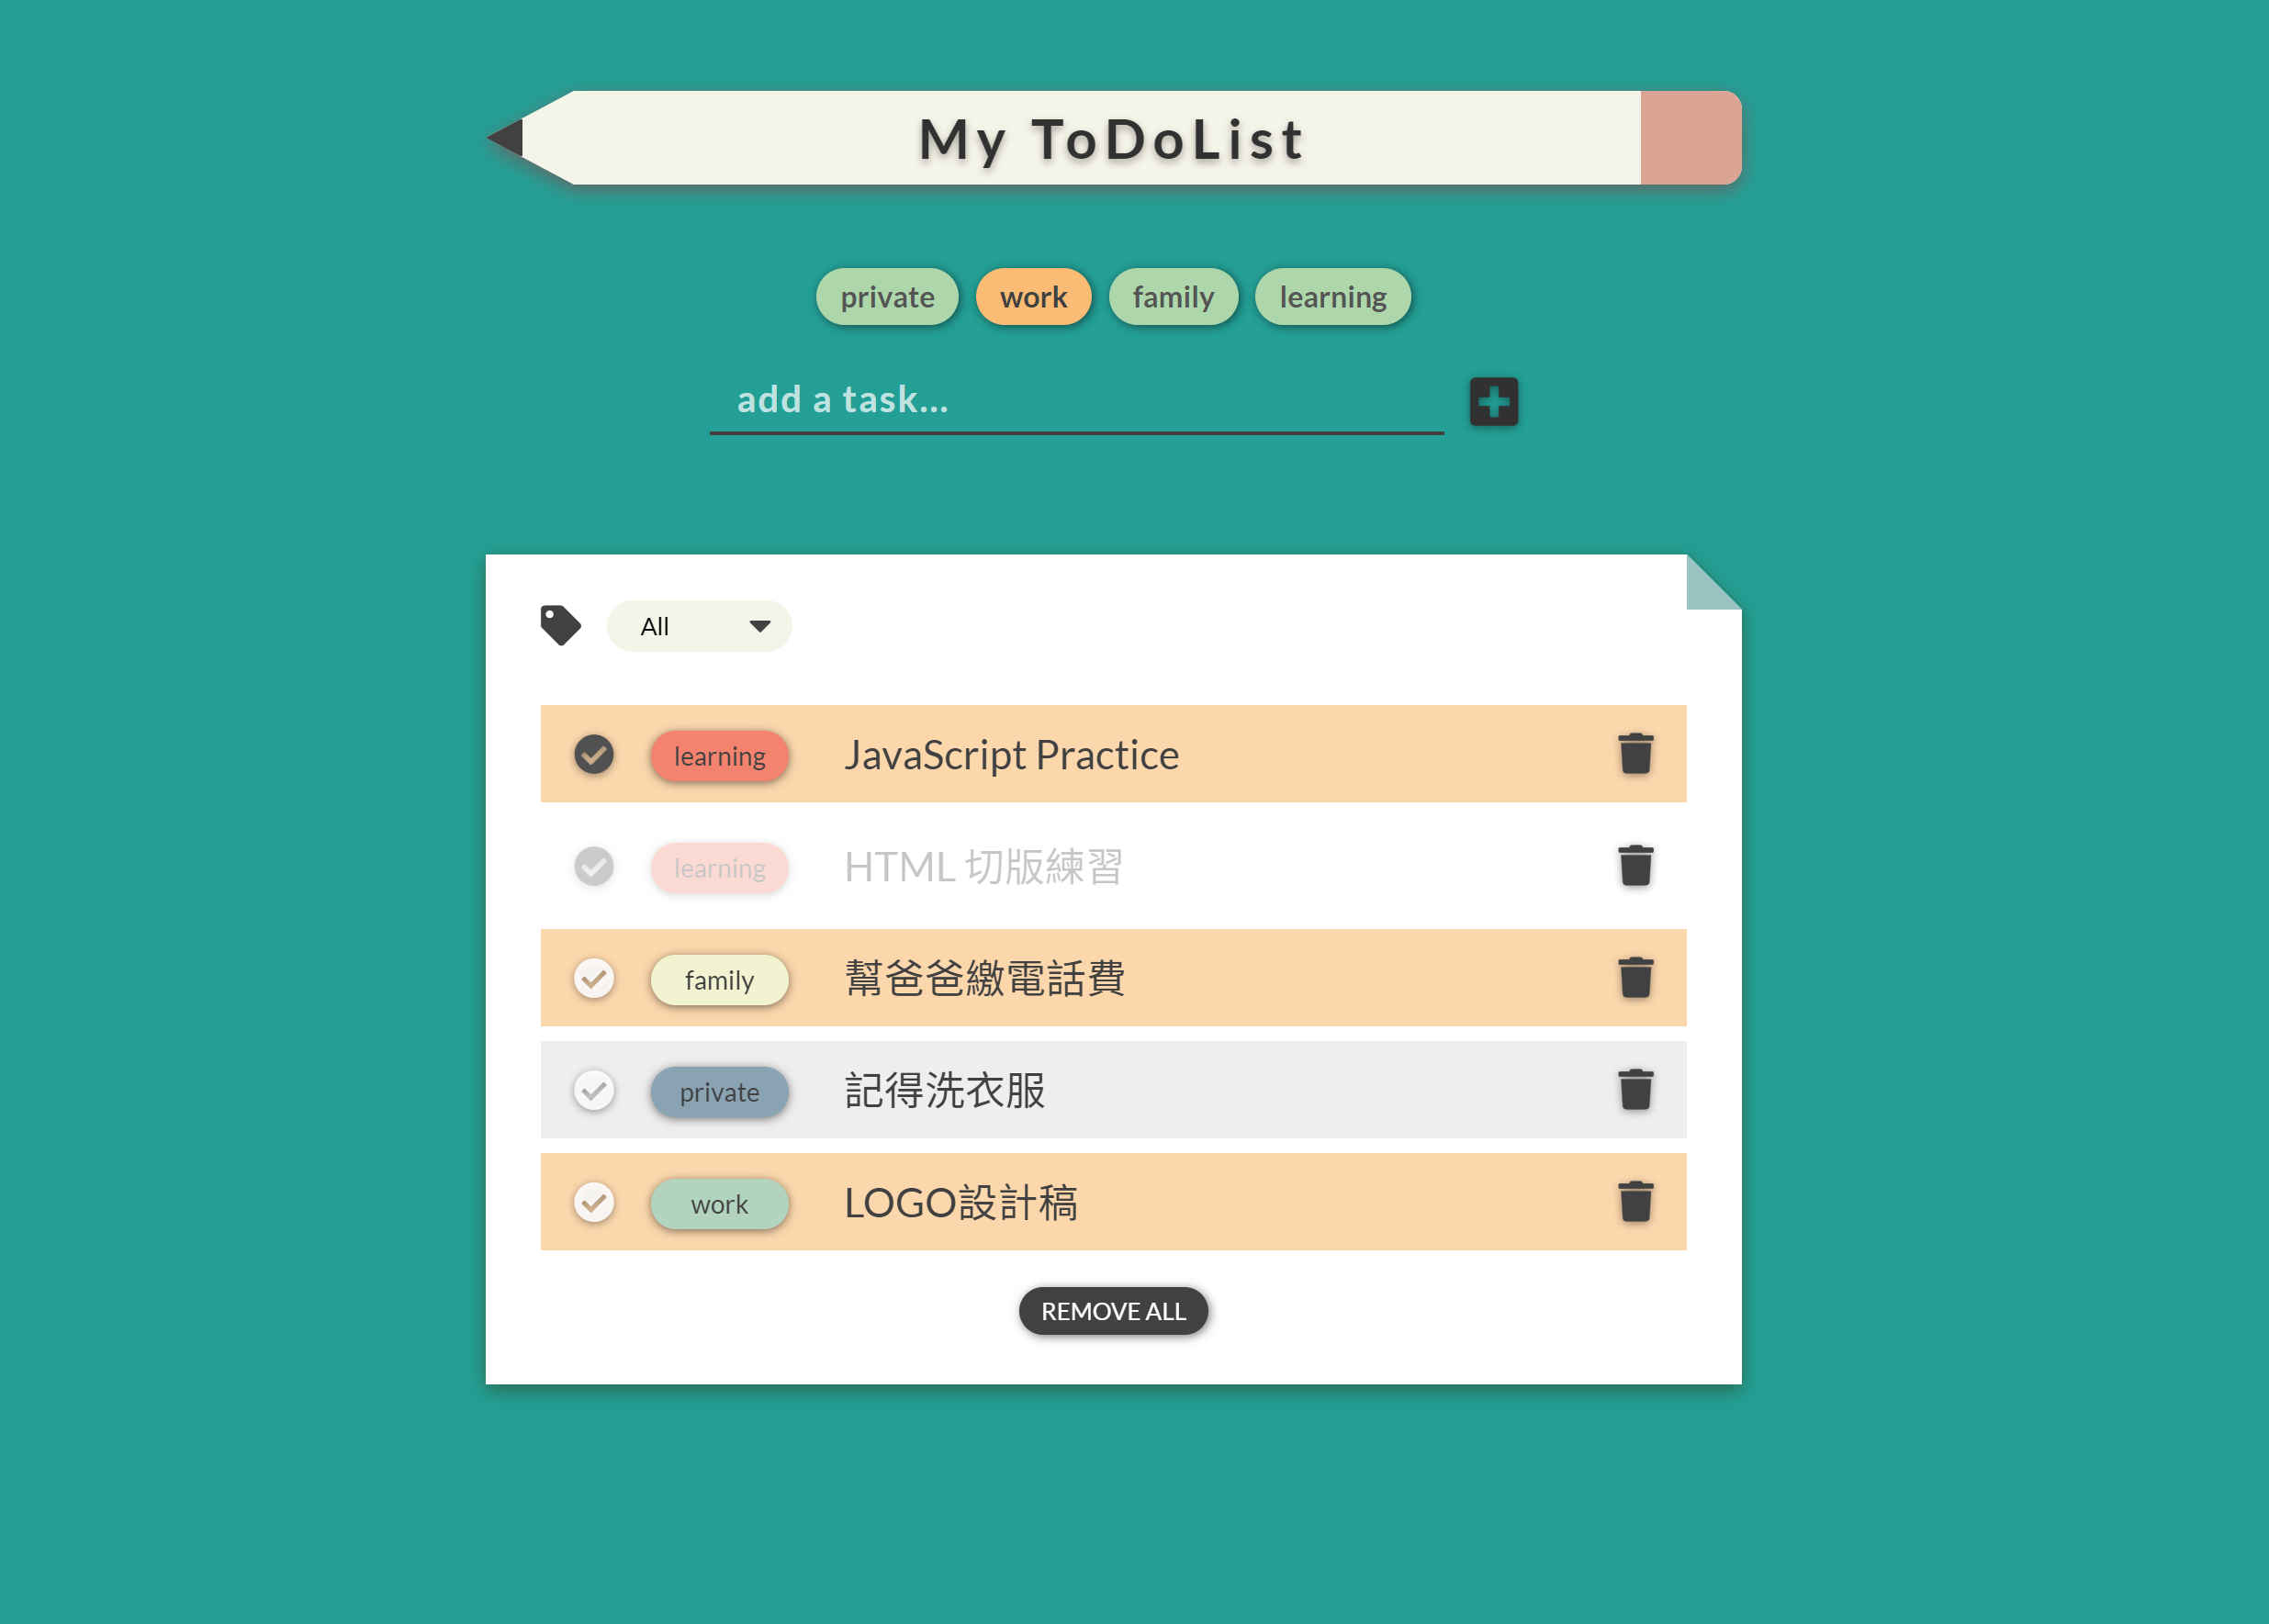 My ToDoList
private work family learning
add a task...
All
learning JavaScript Practice
learning HTML 切版練習
family 幫爸爸繳電話費
private 記得洗衣服
work LOGO設計稿
REMOVE ALL